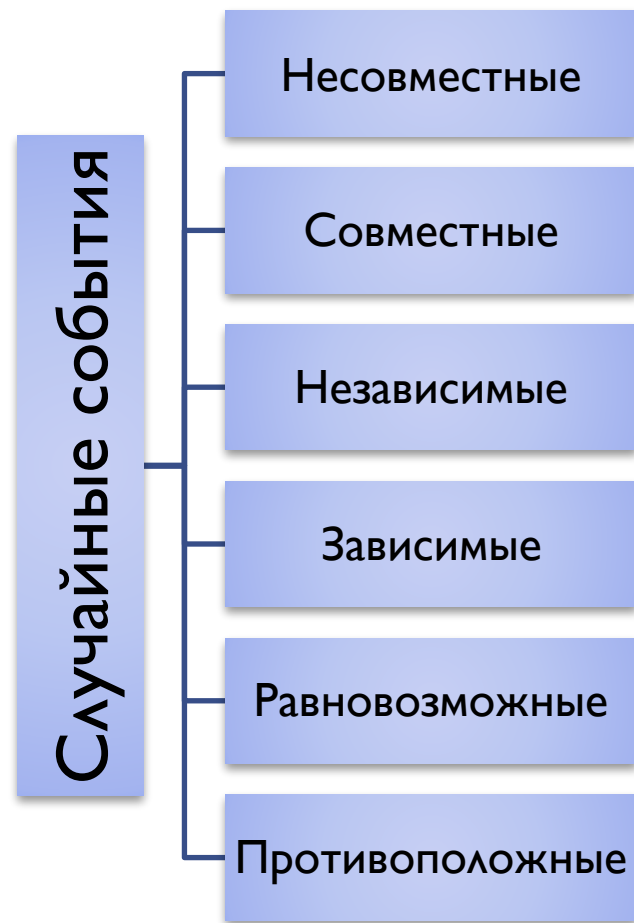 Случайные события
Несовместные
Совместные
Независимые
Зависимые
Равновозможные
Противоположные